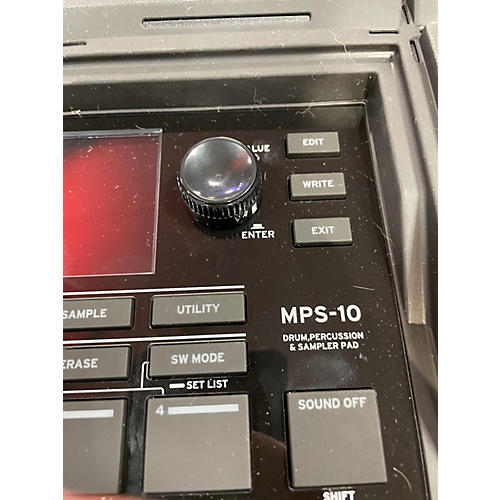 EDIT
WRITE
EXIT
ENTER
SAMPLE
UTILITY
MPS-10
DRUM,PERCUSSION
& SAMPLER PAD
ERASE
SW MODE
SET LIST
4
SOUND OFF
SHIFT